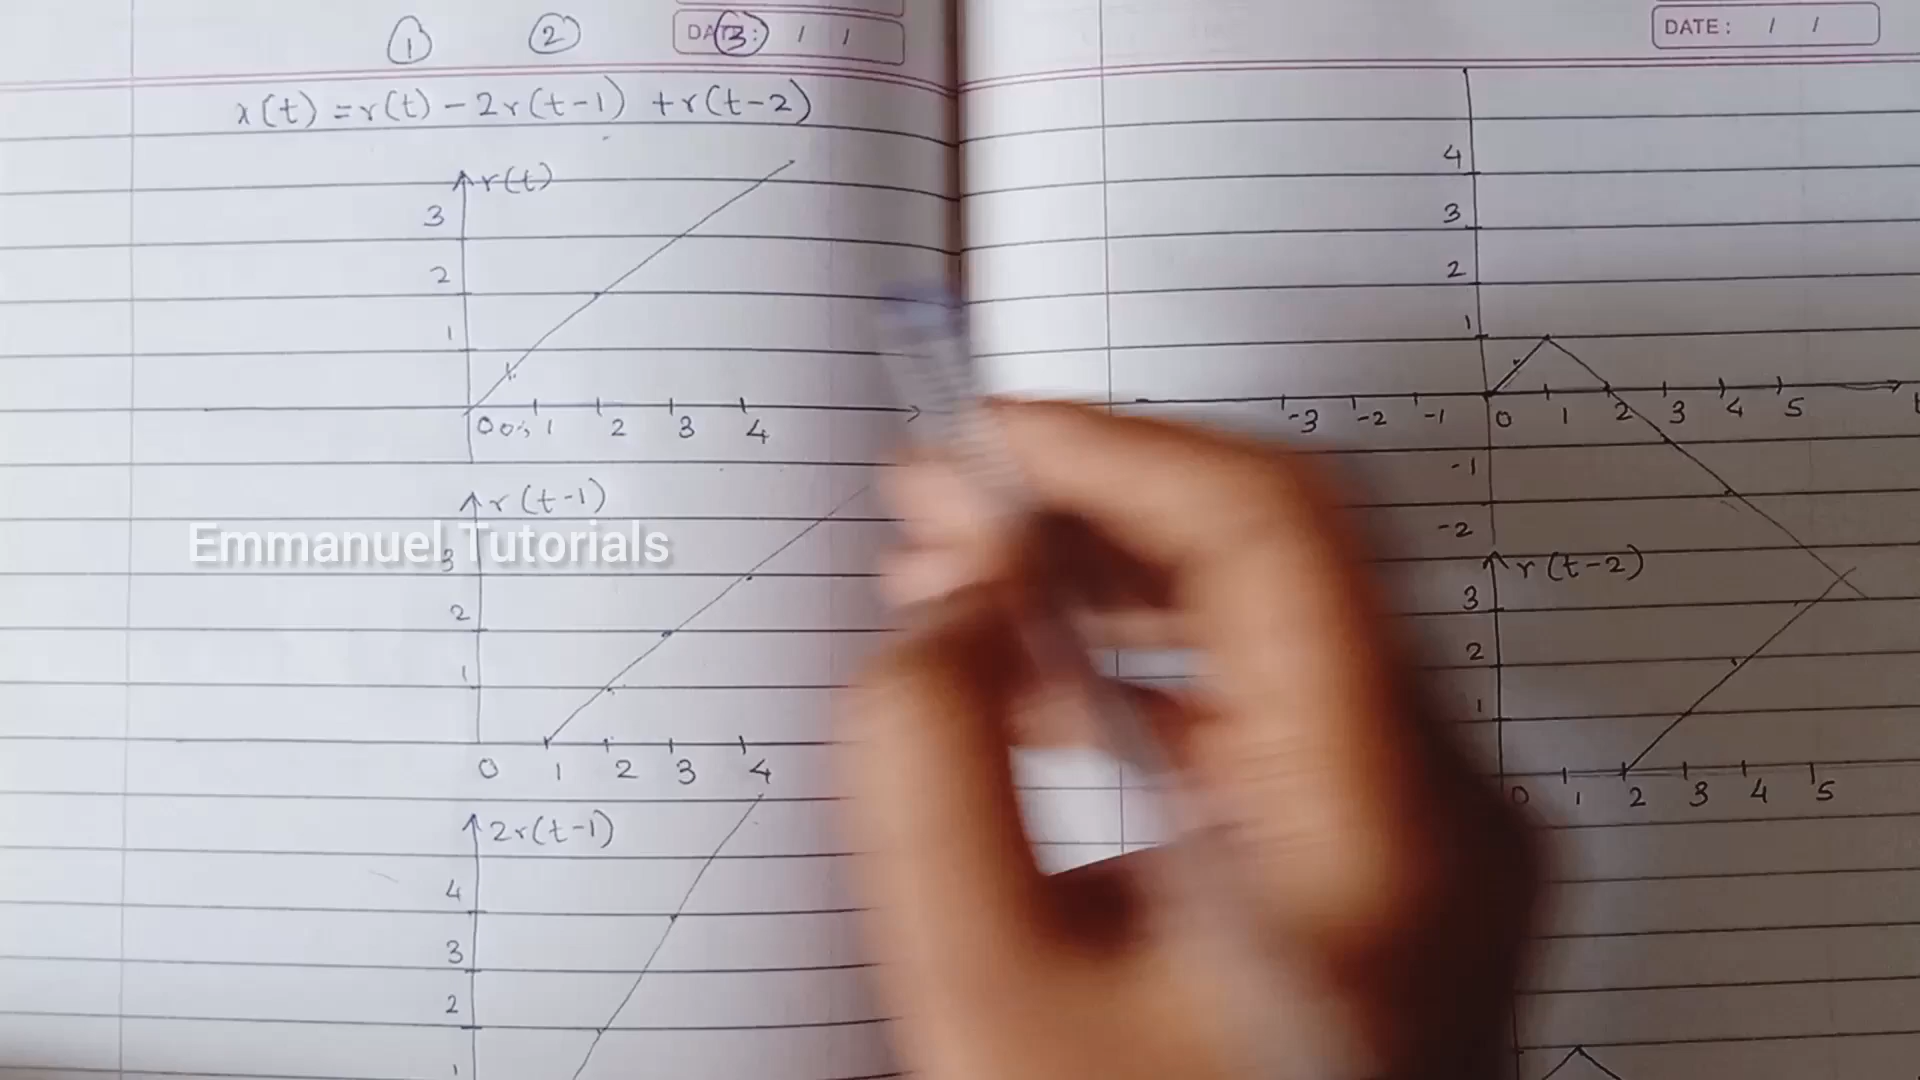 1 2 3
DATE: / /
x(t) = r(t) - 2r(t-1) + r(t-2)
r(t)
3
2
1
0 0.5 1 2 3 4
r(t-1)
Emmanuel Tutorials
3
2
1
0 1 2 3 4
2r(t-1)
4
3
2
1
DATE: / /
4
3
2
1
-3 -2 -1 0 1 2 3 4 5 t
-1
-2
r(t-2)
3
2
1
0 1 2 3 4 5